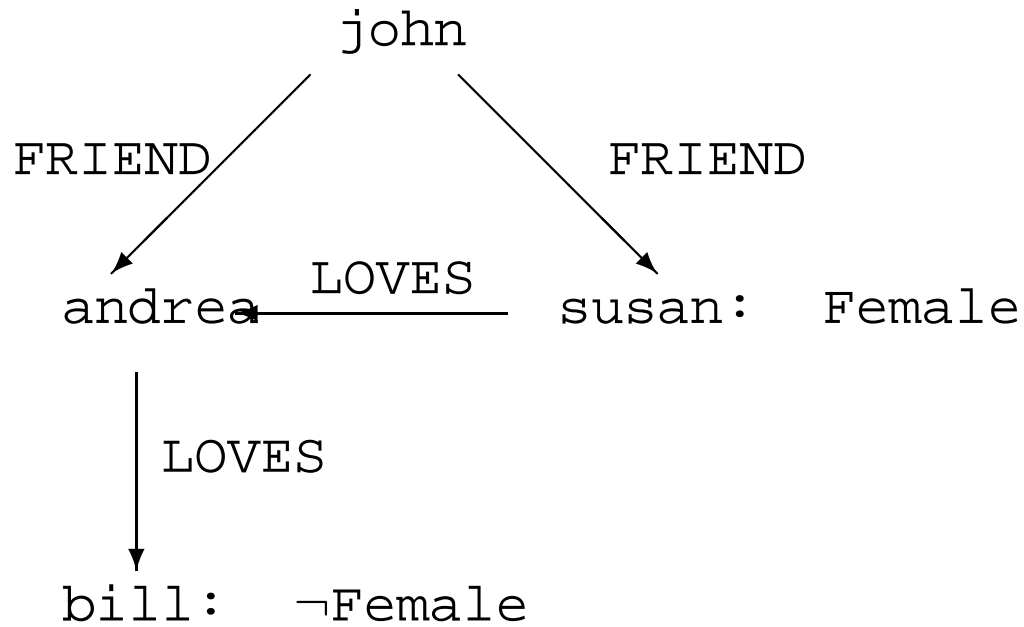 john
FRIEND FRIEND
LOVES
andrea susan: Female
LOVES
bill: ¬Female